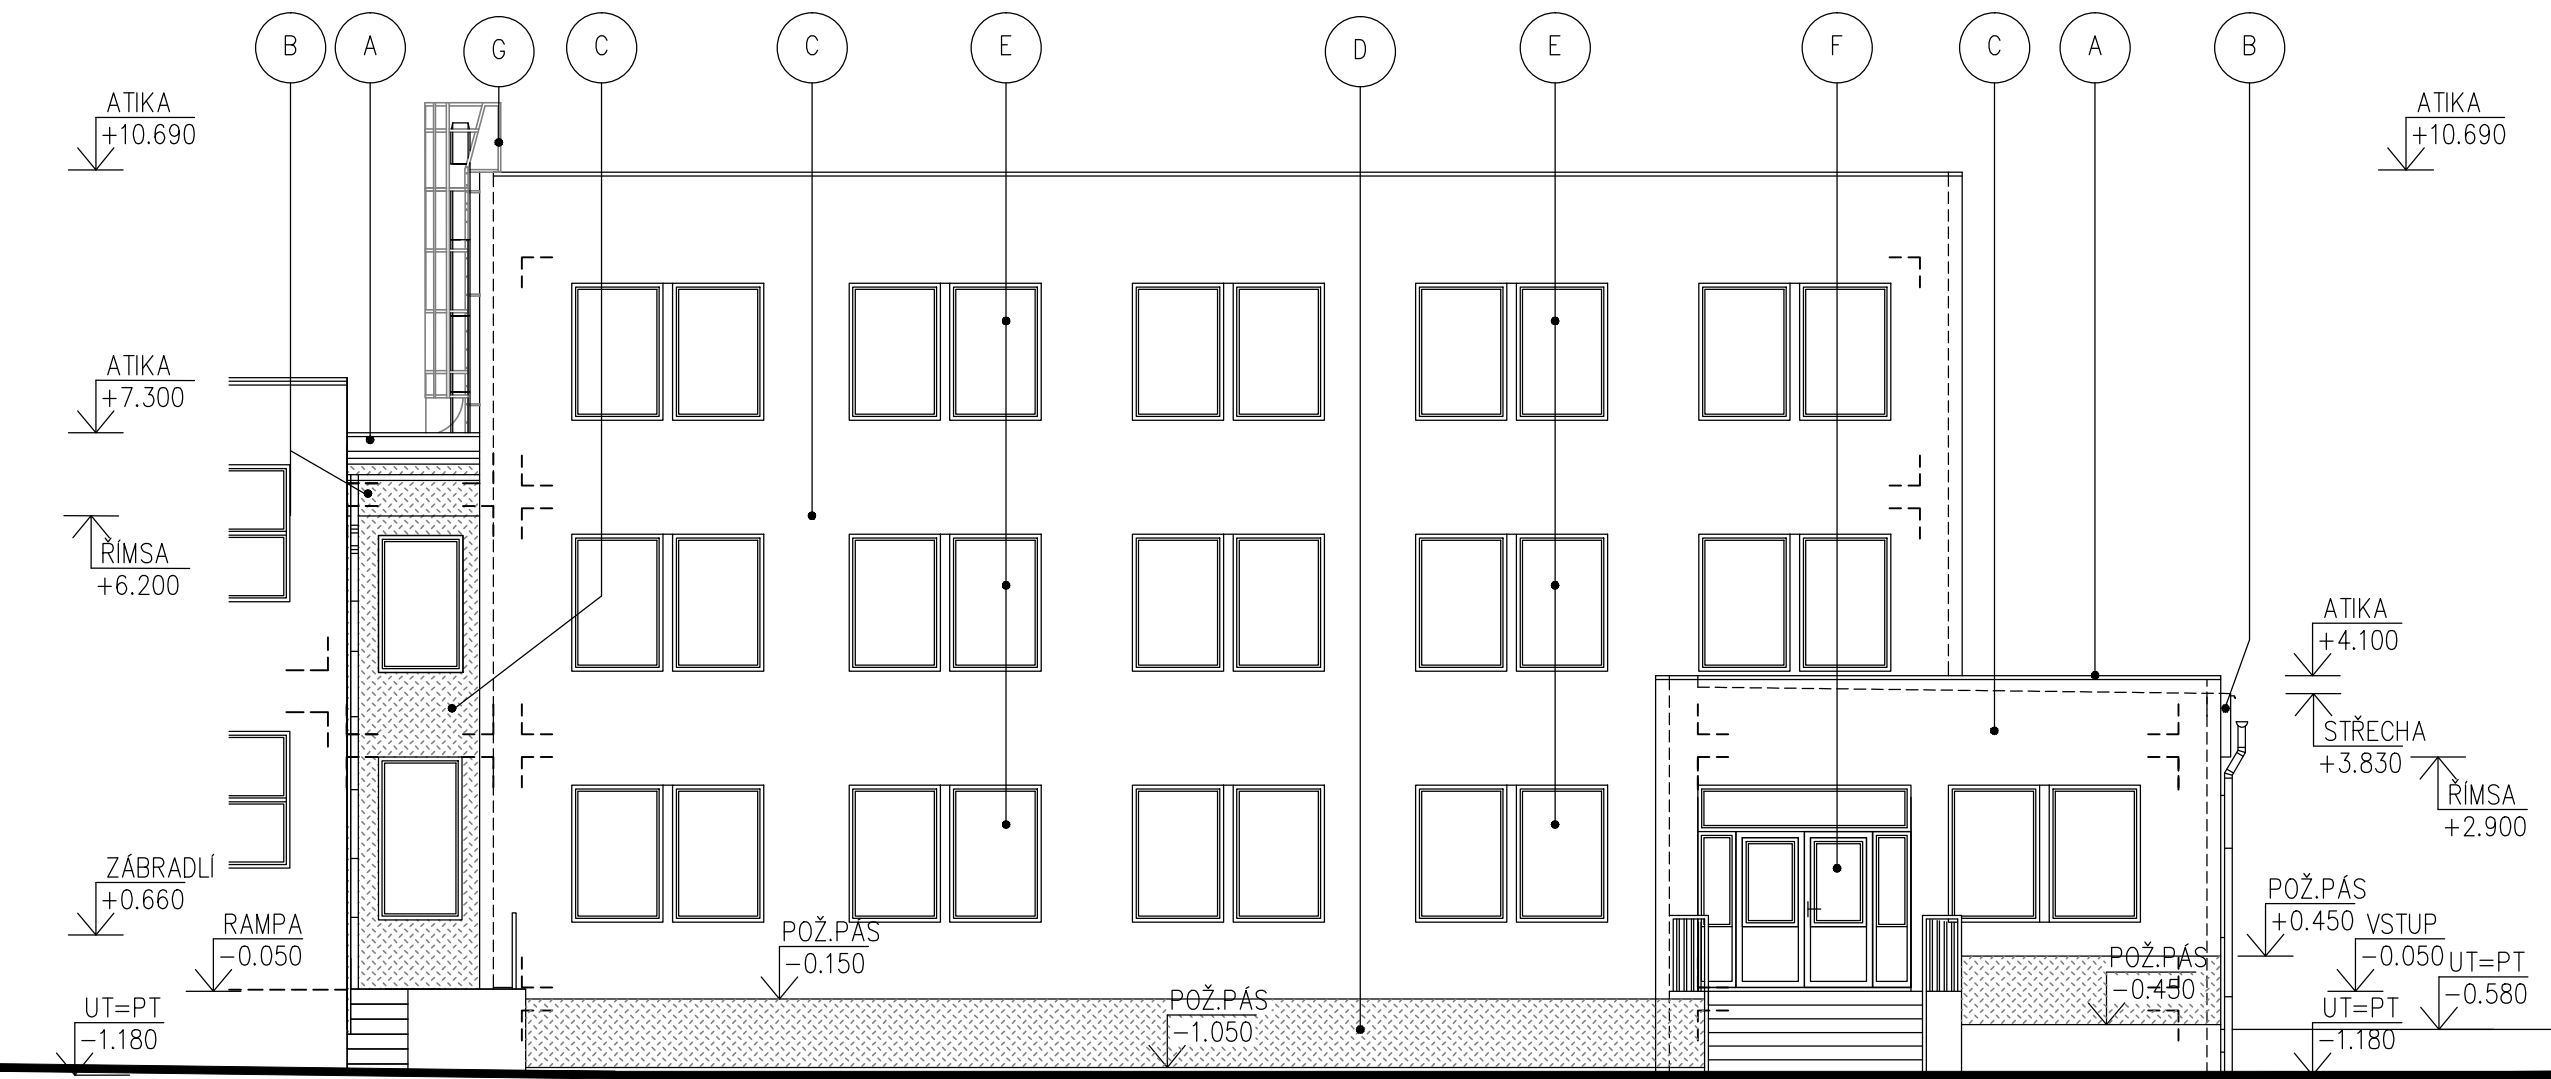 B A G C C E D E F C A B
ATIKA
+10.690
ATIKA
+10.690
ATIKA
+7.300
ŘÍMSA
+6.200
ATIKA
+4.100
STŘECHA
+3.830
ŘÍMSA
+2.900
ZÁBRADLÍ
+0.660
RAMPA
-0.050
UT=PT
-1.180
POŽ.PÁS
-0.150
POŽ.PÁS
-1.050
POŽ.PÁS
+0.450
POŽ.PÁS
-0.450
VSTUP
-0.050
UT=PT
-0.580
UT=PT
-1.180